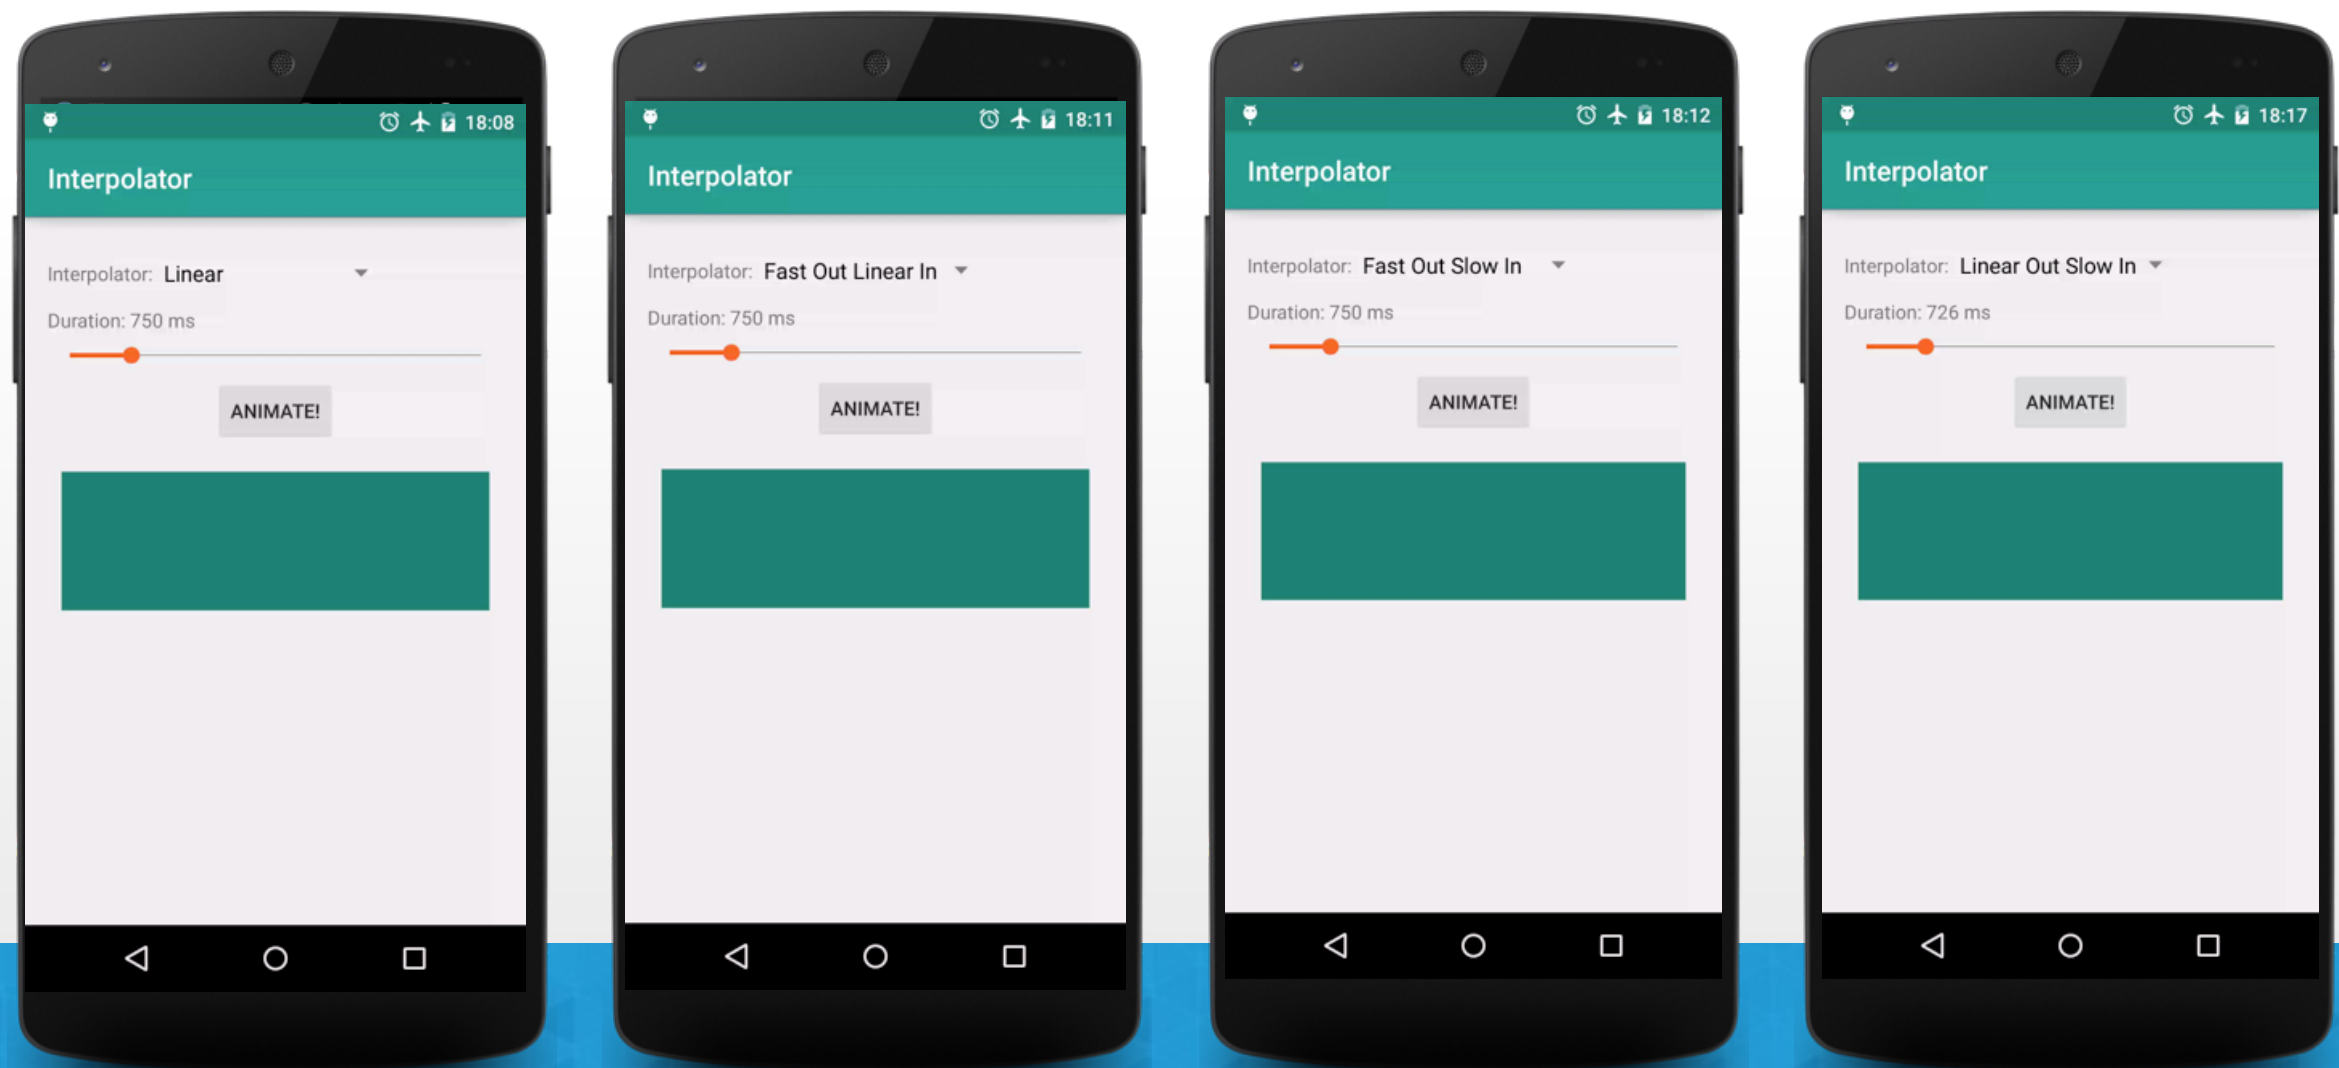 18:08
Interpolator
Interpolator: Linear
Duration: 750 ms
ANIMATE!
18:11
Interpolator
Interpolator: Fast Out Linear In
Duration: 750 ms
ANIMATE!
18:12
Interpolator
Interpolator: Fast Out Slow In
Duration: 750 ms
ANIMATE!
18:17
Interpolator
Interpolator: Linear Out Slow In
Duration: 726 ms
ANIMATE!